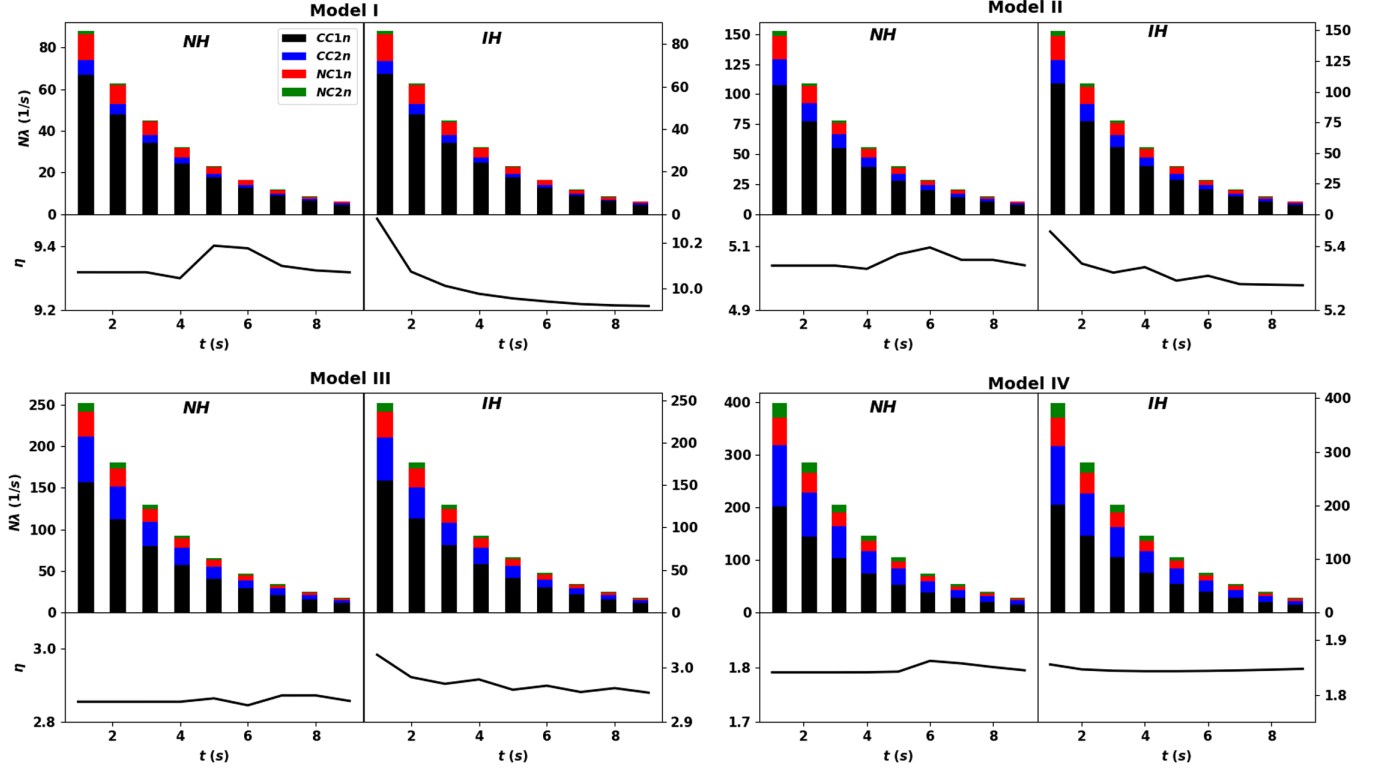 Model I
NH
IH
CC1n
CC2n
NC1n
NC2n
Nλ (1/s)
80
60
40
20
0
80
60
40
20
0
η
9.4
9.2
10.2
10.0
2 4 6 8
2 4 6 8
t (s)
t (s)
Model II
NH
IH
150
125
100
75
50
25
0
150
125
100
75
50
25
0
5.1
4.9
5.4
5.2
2 4 6 8
2 4 6 8
t (s)
t (s)
Model III
NH
IH
Nλ (1/s)
250
200
150
100
50
0
250
200
150
100
50
0
η
3.0
2.8
3.0
2.9
2 4 6 8
2 4 6 8
t (s)
t (s)
Model IV
NH
IH
400
300
200
100
0
400
300
200
100
0
1.8
1.7
1.9
1.8
2 4 6 8
2 4 6 8
t (s)
t (s)